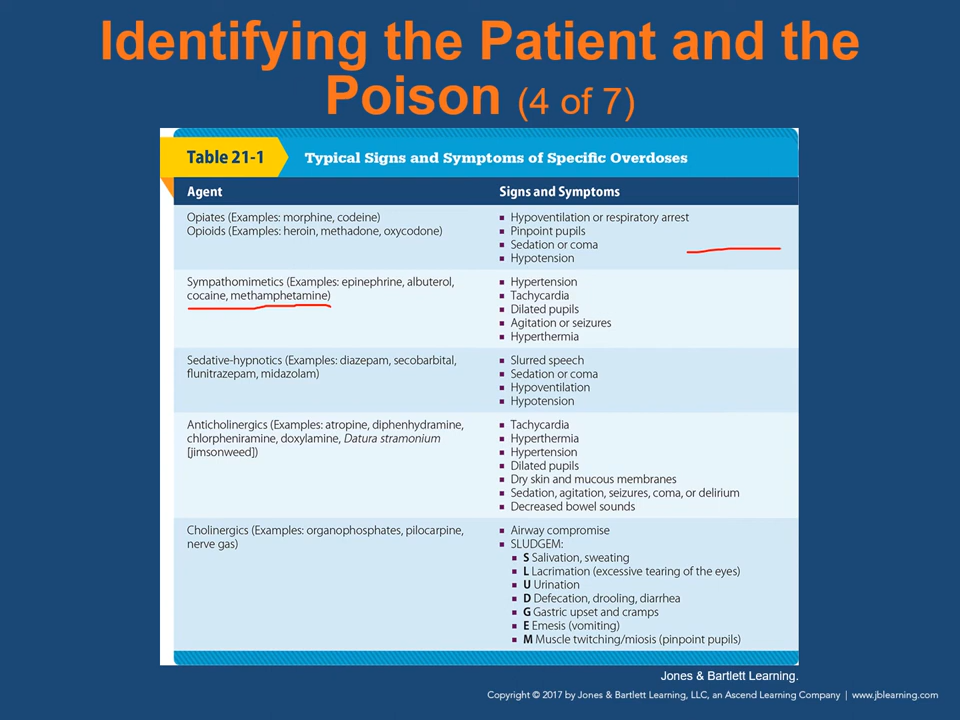 Identifying the Patient and the
Poison (4 of 7)
Table 21-1 Typical Signs and Symptoms of Specific Overdoses
Agent Signs and Symptoms
Opiates (Examples: morphine, codeine)
Opioids (Examples: heroin, methadone, oxycodone)
■ Hypoventilation or respiratory arrest
■ Pinpoint pupils
■ Sedation or coma
■ Hypotension
Sympathomimetics (Examples: epinephrine, albuterol,
cocaine, methamphetamine)
■ Hypertension
■ Tachycardia
■ Dilated pupils
■ Agitation or seizures
■ Hyperthermia
Sedative-hypnotics (Examples: diazepam, secobarbital,
flunitrazepam, midazolam)
■ Slurred speech
■ Sedation or coma
■ Hypoventilation
■ Hypotension
Anticholinergics (Examples: atropine, diphenhydramine,
chlorpheniramine, doxylamine, Datura stramonium
[jimsonweed])
■ Tachycardia
■ Hyperthermia
■ Hypertension
■ Dilated pupils
■ Dry skin and mucous membranes
■ Sedation, agitation, seizures, coma, or delirium
■ Decreased bowel sounds
Cholinergics (Examples: organophosphates, pilocarpine,
nerve gas)
■ Airway compromise
■ SLUDGEM:
■ S Salivation, sweating
■ L Lacrimation (excessive tearing of the eyes)
■ U Urination
■ D Defecation, drooling, diarrhea
■ G Gastric upset and cramps
■ E Emesis (vomiting)
■ M Muscle twitching/miosis (pinpoint pupils)
Jones & Bartlett Learning.
Copyright © 2017 by Jones & Bartlett Learning, LLC, an Ascend Learning Company | www.jblearning.com